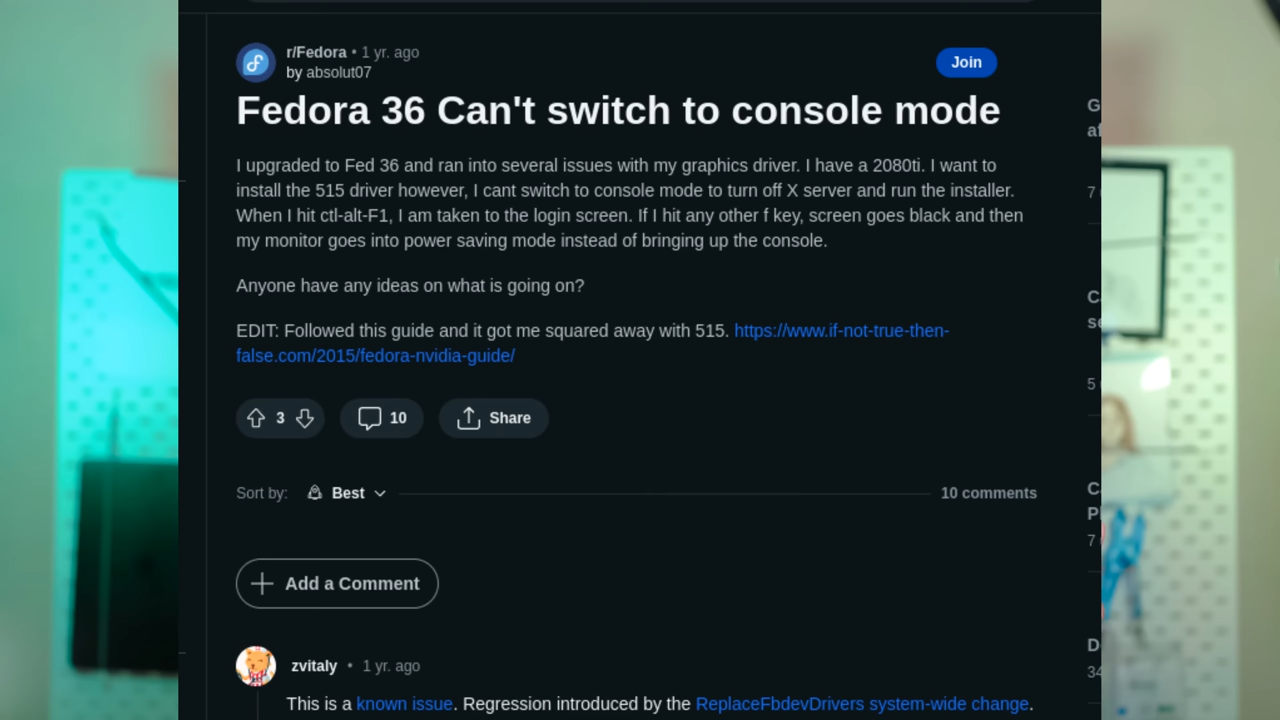 r/Fedora • 1 yr. ago
by absolut07
Join
Fedora 36 Can't switch to console mode
I upgraded to Fed 36 and ran into several issues with my graphics driver. I have a 2080ti. I want to
install the 515 driver however, I cant switch to console mode to turn off X server and run the installer.
When I hit ctl-alt-F1, I am taken to the login screen. If I hit any other f key, screen goes black and then
my monitor goes into power saving mode instead of bringing up the console.
Anyone have any ideas on what is going on?
EDIT: Followed this guide and it got me squared away with 515. https://www.if-not-true-then-
false.com/2015/fedora-nvidia-guide/
3
10
Share
Sort by:
Best
10 comments
Add a Comment
zvitaly • 1 yr. ago
This is a known issue. Regression introduced by the ReplaceFbdevDrivers system-wide change.